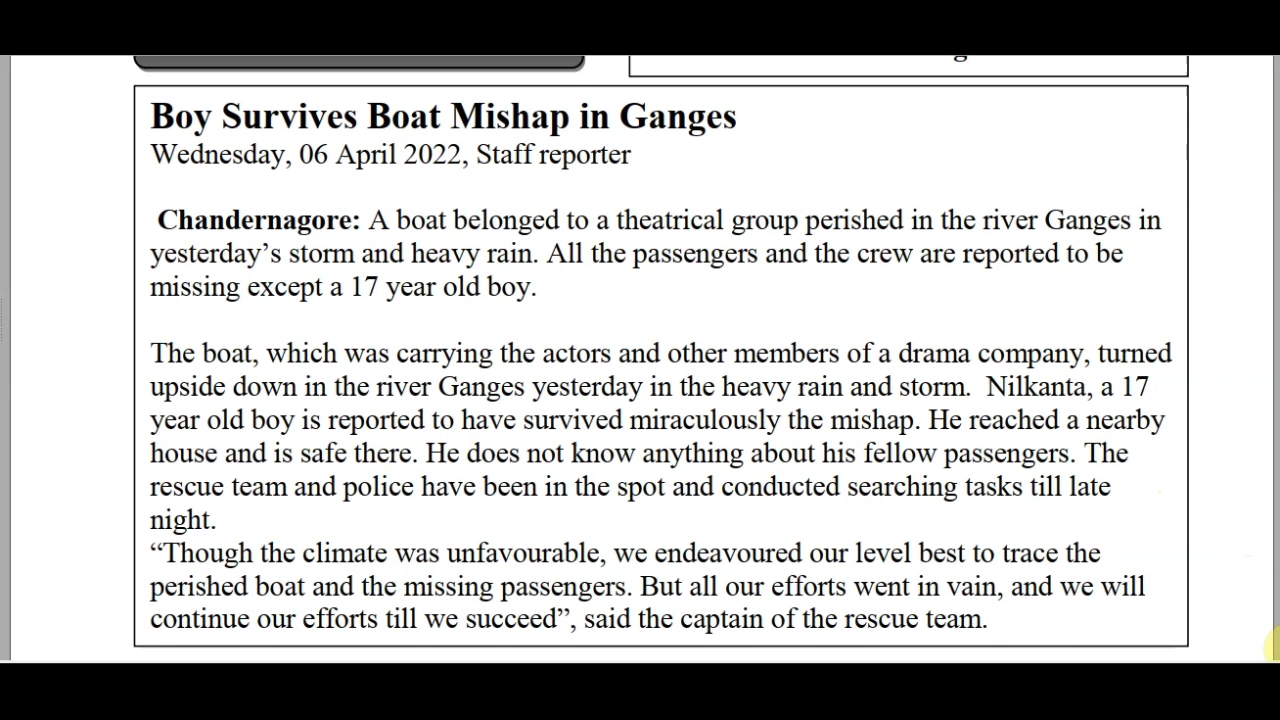 Boy Survives Boat Mishap in Ganges
Wednesday, 06 April 2022, Staff reporter
Chandernagore: A boat belonged to a theatrical group perished in the river Ganges in
yesterday’s storm and heavy rain. All the passengers and the crew are reported to be
missing except a 17 year old boy.
The boat, which was carrying the actors and other members of a drama company, turned
upside down in the river Ganges yesterday in the heavy rain and storm.  Nilkanta, a 17
year old boy is reported to have survived miraculously the mishap. He reached a nearby
house and is safe there. He does not know anything about his fellow passengers. The
rescue team and police have been in the spot and conducted searching tasks till late
night.
“Though the climate was unfavourable, we endeavoured our level best to trace the
perished boat and the missing passengers. But all our efforts went in vain, and we will
continue our efforts till we succeed”, said the captain of the rescue team.